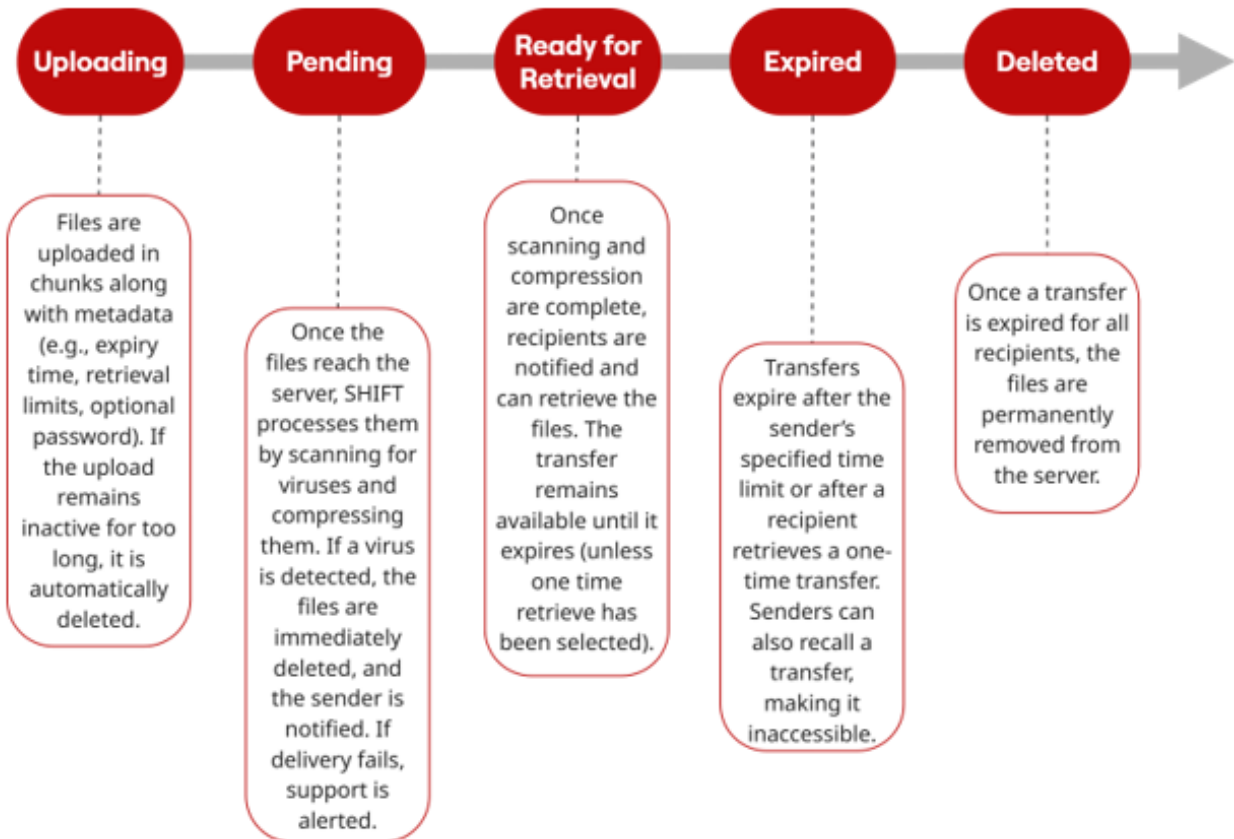 Uploading
Pending
Ready for
Retrieval
Expired
Deleted
Files are
uploaded in
chunks along
with metadata
(e.g., expiry
time, retrieval
limits, optional
password). If
the upload
remains
inactive for too
long, it is
automatically
deleted.
Once the
files reach the
server, SHIFT
processes them
by scanning for
viruses and
compressing
them. If a virus
is detected, the
files are
immediately
deleted, and
the sender is
notified. If
delivery fails,
support is
alerted.
Once
scanning and
compression
are complete,
recipients are
notified and
can retrieve the
files. The
transfer
remains
available until it
expires (unless
one time
retrieve has
been selected).
Transfers
expire after the
sender's
specified time
limit or after a
recipient
retrieves a one-
time transfer.
Senders can
also recall a
transfer,
making it
inaccessible.
Once a transfer
is expired for all
recipients, the
files are
permanently
removed from
the server.